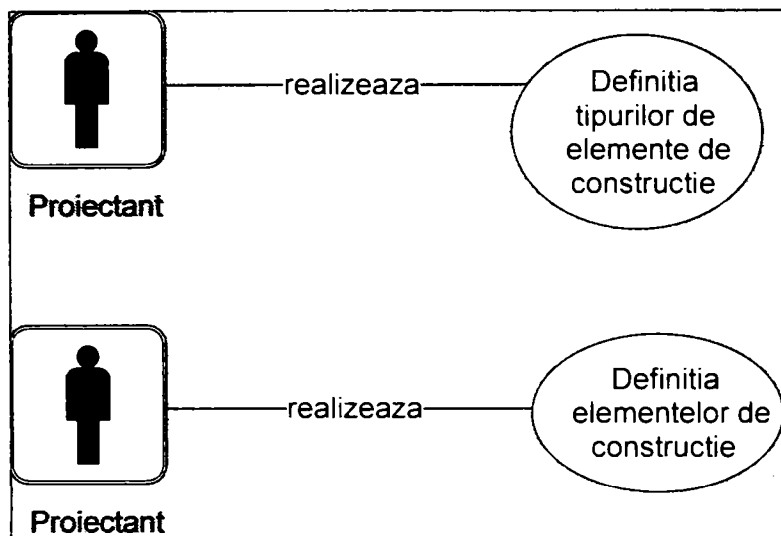 realizeaza
Definitia
tipurilor de
elemente de
constructie
Proiectant
realizeaza
Definitia
elementelor de
constructie
Proiectant